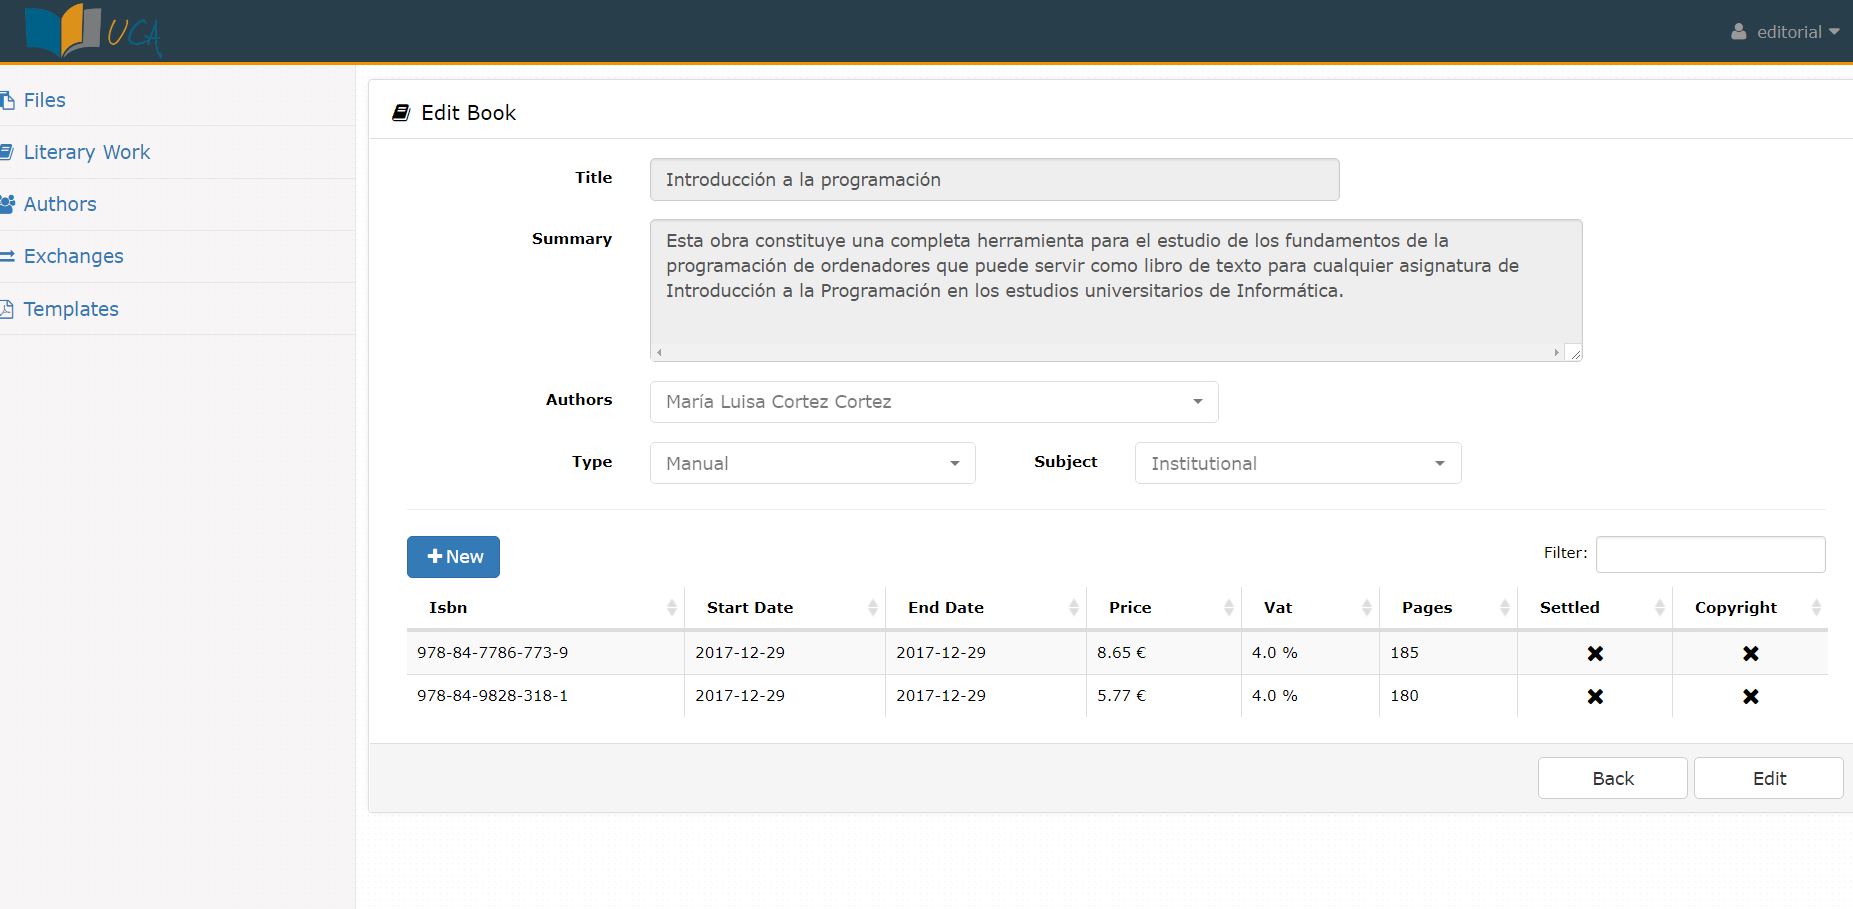 UCA
editorial
Files
Literary Work
Authors
Exchanges
Templates
Edit Book
Title
Introducción a la programación
Summary
Esta obra constituye una completa herramienta para el estudio de los fundamentos de la
programación de ordenadores que puede servir como libro de texto para cualquier asignatura de
Introducción a la Programación en los estudios universitarios de Informática.
Authors
María Luisa Cortez Cortez
Type
Manual
Subject
Institutional
New
Filter:
Isbn Start Date End Date Price Vat Pages Settled Copyright
978-84-7786-773-9 2017-12-29 2017-12-29 8.65 € 4.0 % 185
978-84-9828-318-1 2017-12-29 2017-12-29 5.77 € 4.0 % 180
Back
Edit